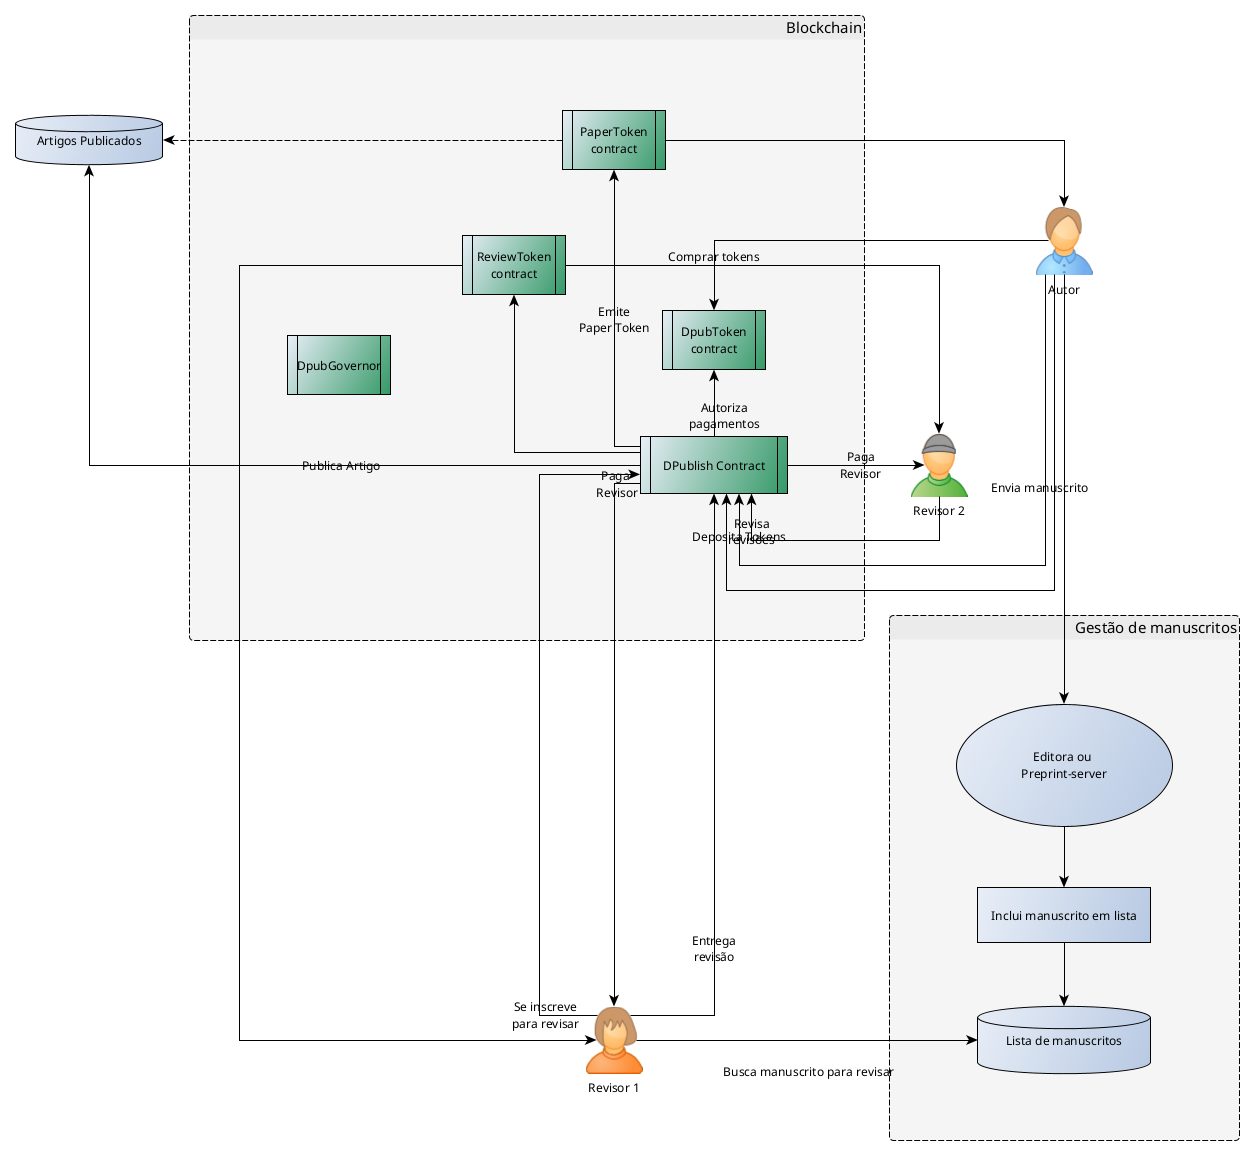 Blockchain
Artigos Publicados
PaperToken
contract
ReviewToken
contract
Comprar tokens
Autor
Emite
Paper Token
DpubToken
contract
DpubGovernor
Autoriza
pagamentos
Publica Artigo
Paga
Revisor
DPublish Contract
Paga
Revisor
Revisor 2
Envia manuscrito
Revisa
revisões
Deposita Tokens
Gestão de manuscritos
Editora ou
Preprint-server
Inclui manuscrito em lista
Entrega
revisão
Se inscreve
para revisar
Lista de manuscritos
Busca manuscrito para revisar
Revisor 1